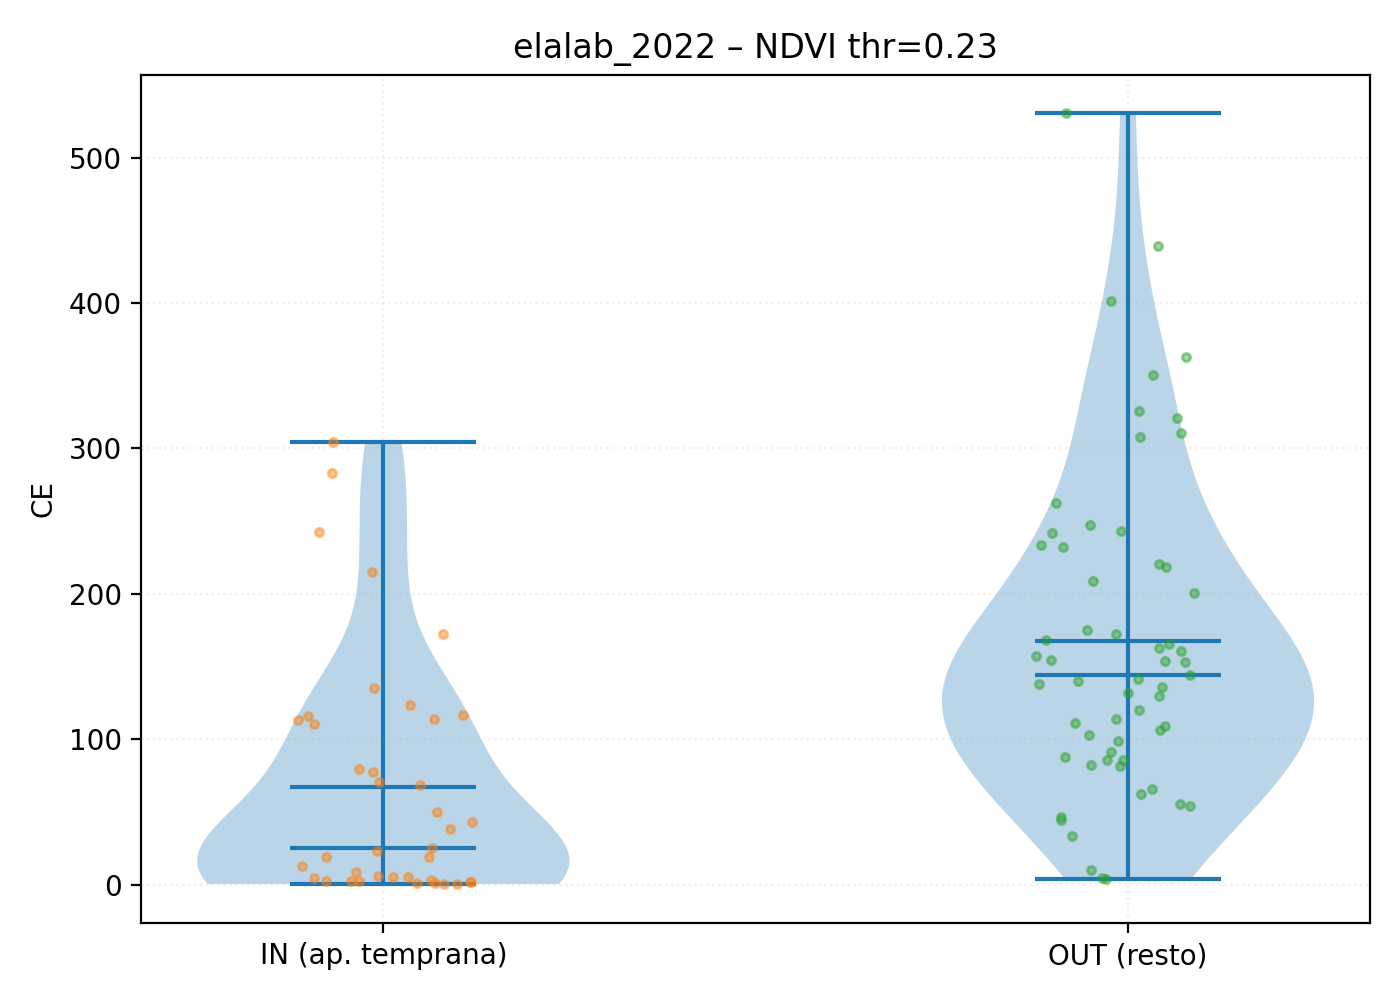 elalab_2022 – NDVI thr=0.23
500
400
300
200
100
0
CE
IN (ap. temprana)
OUT (resto)